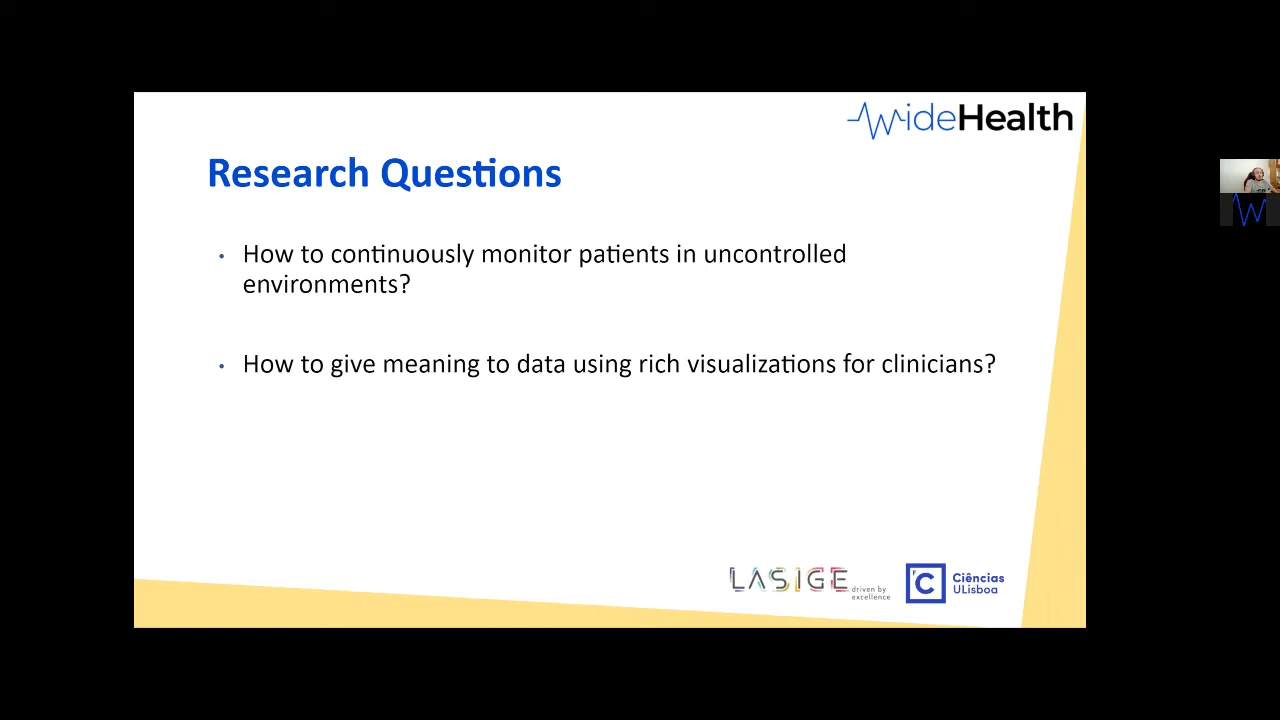 WideHealth
Research Questions
• How to continuously monitor patients in uncontrolled
environments?
• How to give meaning to data using rich visualizations for clinicians?
LASIGE
driven by
excellence
F
C
Ciências
ULisboa
W